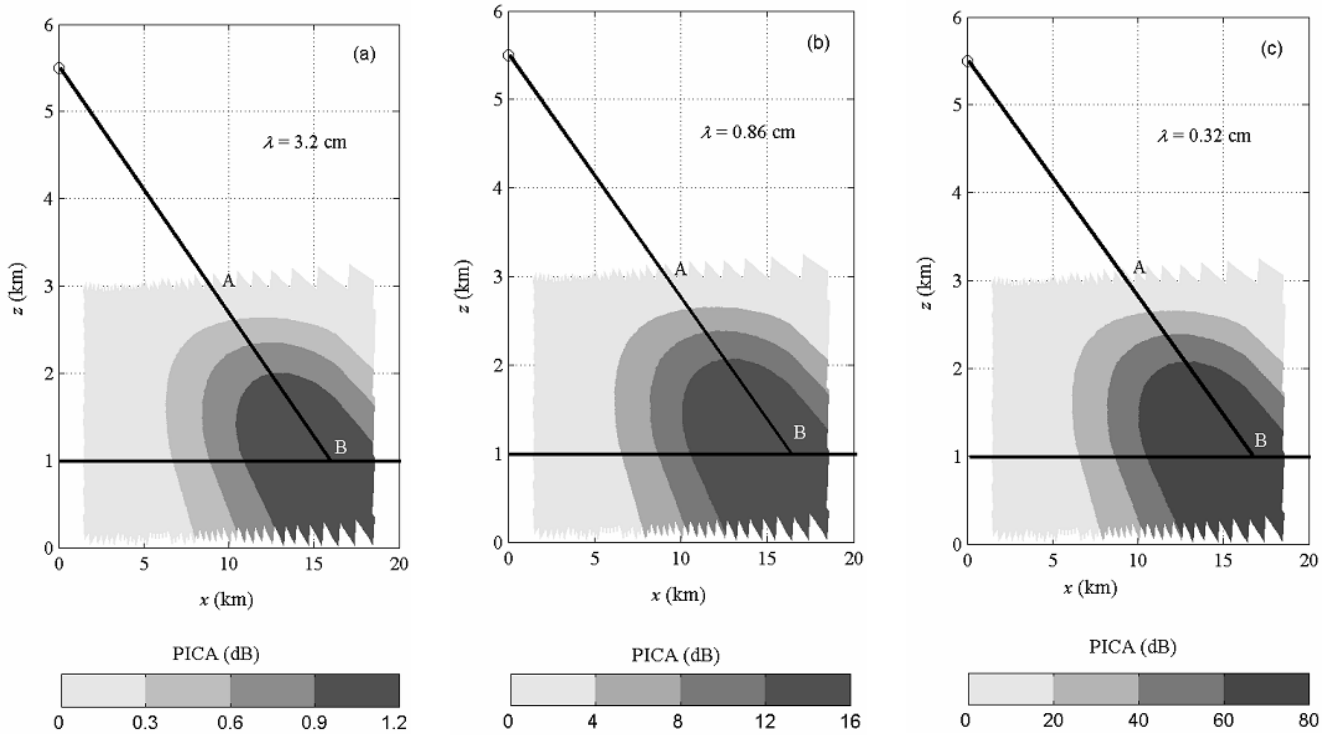 (a)
λ = 3.2 cm
A
B
z (km)
6
5
4
3
2
1
0
0 5 10 15 20
x (km)
PICA (dB)
0 0.3 0.6 0.9 1.2
(b)
λ = 0.86 cm
A
B
z (km)
6
5
4
3
2
1
0
0 5 10 15 20
x (km)
PICA (dB)
0 4 8 12 16
(c)
λ = 0.32 cm
A
B
z (km)
6
5
4
3
2
1
0
0 5 10 15 20
x (km)
PICA (dB)
0 20 40 60 80